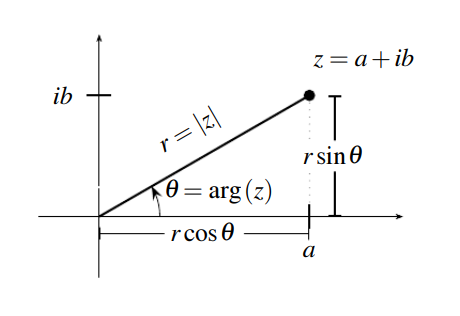 z = a + ib
ib
r = |z|
r sin θ
θ = arg (z)
r cos θ
a